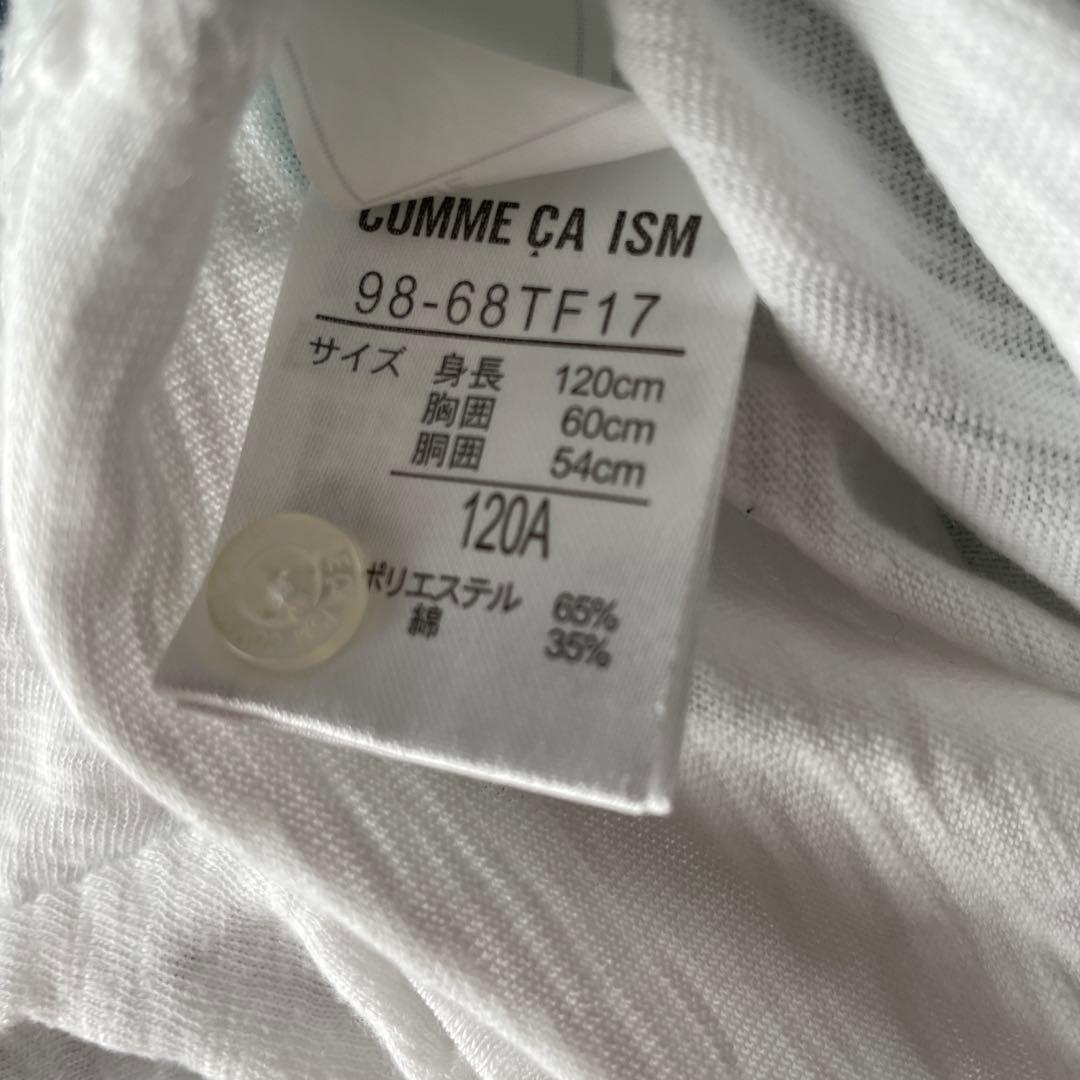 COMME ÇA ISM
98-68TF17
サイズ 身長 120cm
胸囲 60cm
胴囲 54cm
120A
ポリエステル 65%
綿 35%